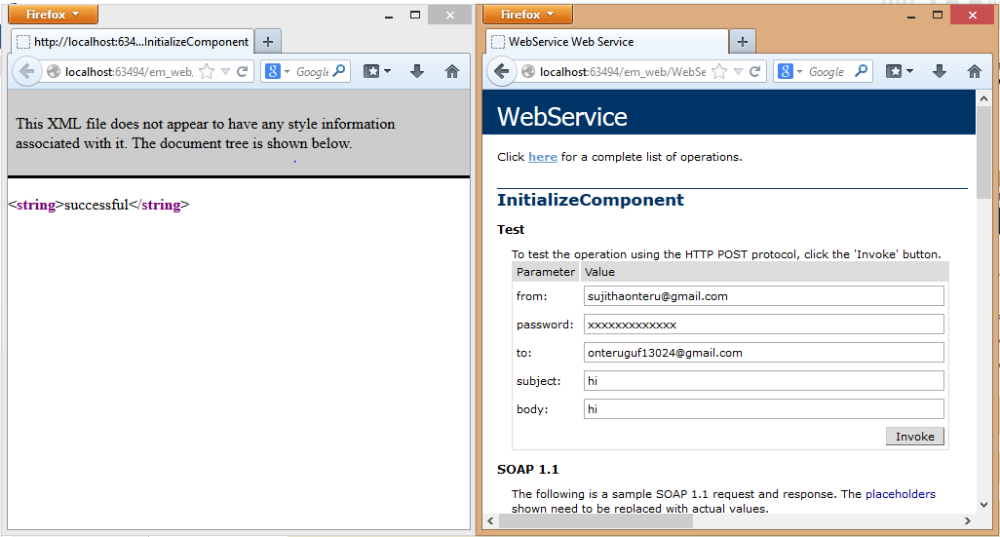 Firefox
http://localhost:634...InitializeComponent
localhost:63494/em_web,
Google
This XML file does not appear to have any style information
associated with it. The document tree is shown below.
<string>successful</string>
Firefox
WebService Web Service
localhost:63494/em_web/WebSe
Google
WebService
Click here for a complete list of operations.
InitializeComponent
Test
To test the operation using the HTTP POST protocol, click the 'Invoke' button.
Parameter Value
from: sujithaonteru@gmail.com
password: xxxxxxxxxxxxx
to: onteruguf13024@gmail.com
subject: hi
body: hi
Invoke
SOAP 1.1
The following is a sample SOAP 1.1 request and response. The placeholders
shown need to be replaced with actual values.